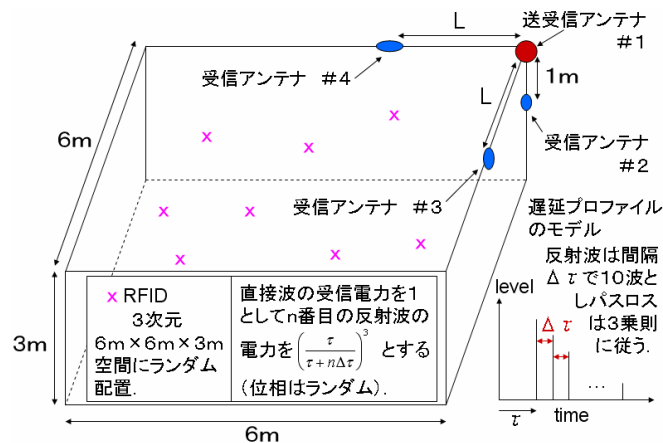 L
送受信アンテナ
#1
受信アンテナ #4
1m
L
受信アンテナ
#2
6m
受信アンテナ #3
遅延プロファイル
のモデル
反射波は間隔
Δτで10波と
しパスロス
は3乗則
に従う.
level
Δτ
...
τ
time
3m
× RFID
3次元
6m×6m×3m
空間にランダム
配置.
直接波の受信電力を1
としてn番目の反射波の
電力を(τ/(τ+nΔτ))³ とする
(位相はランダム).
6m